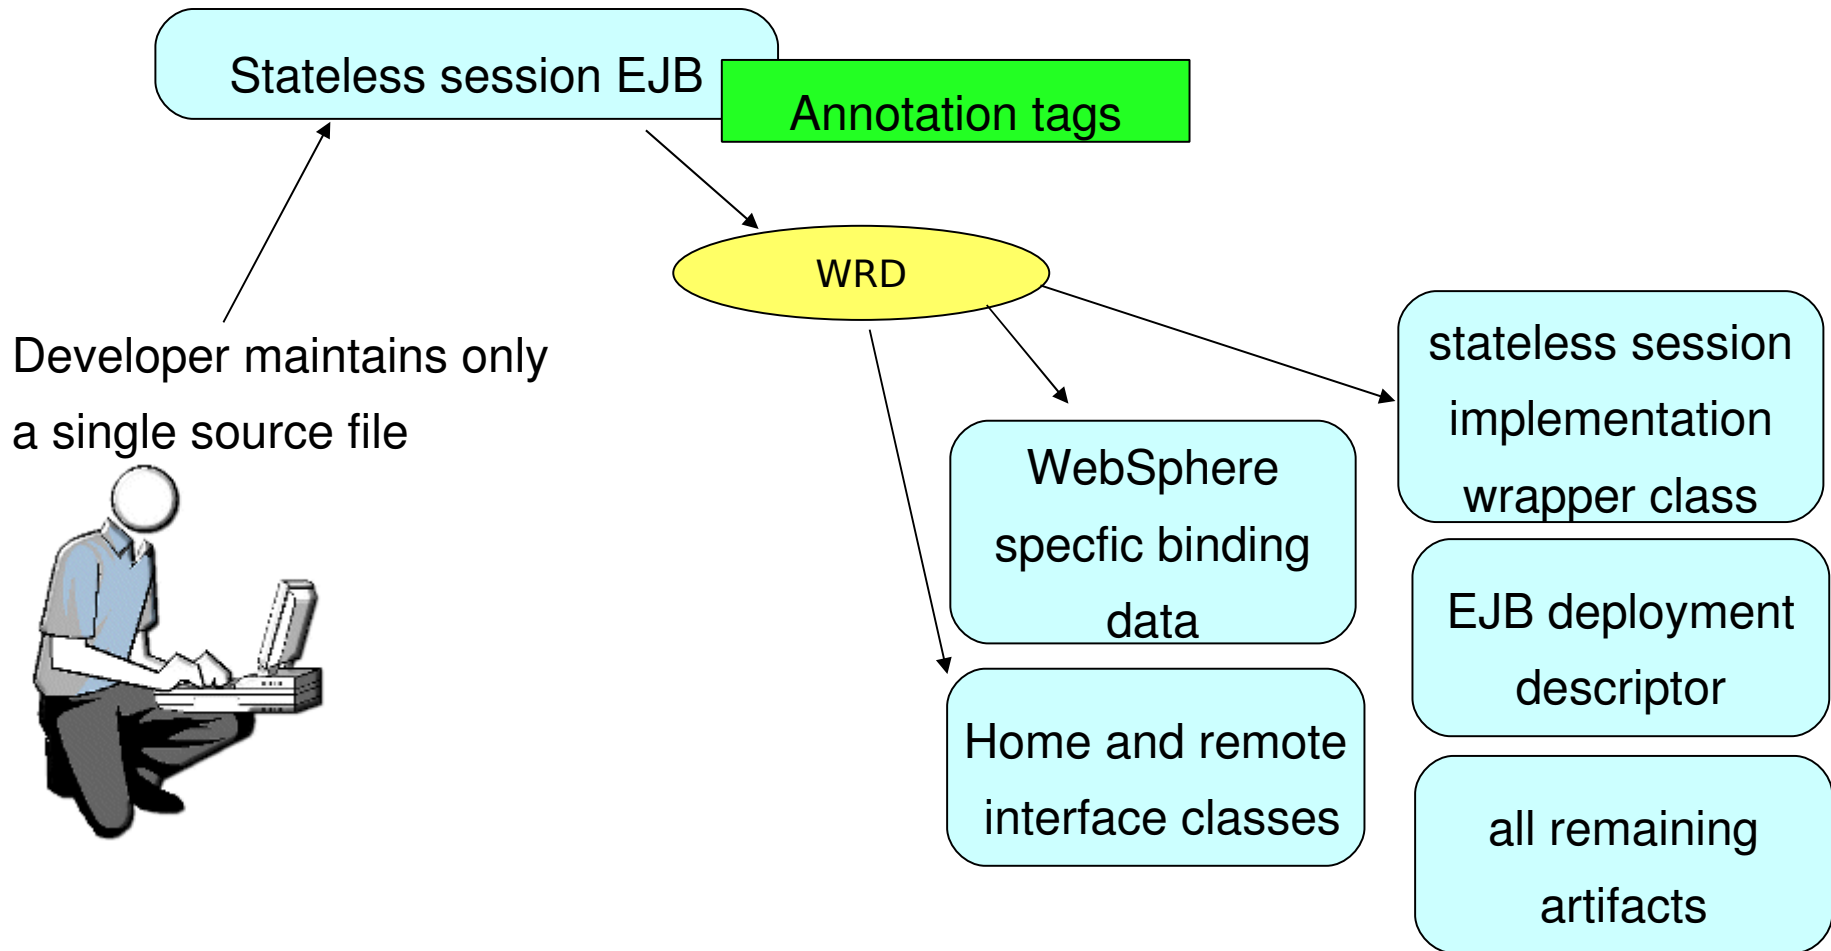 Stateless session EJB
Annotation tags
WRD
Developer maintains only
a single source file
stateless session
implementation
wrapper class
WebSphere
specfic binding
data
EJB deployment
descriptor
Home and remote
interface classes
all remaining
artifacts